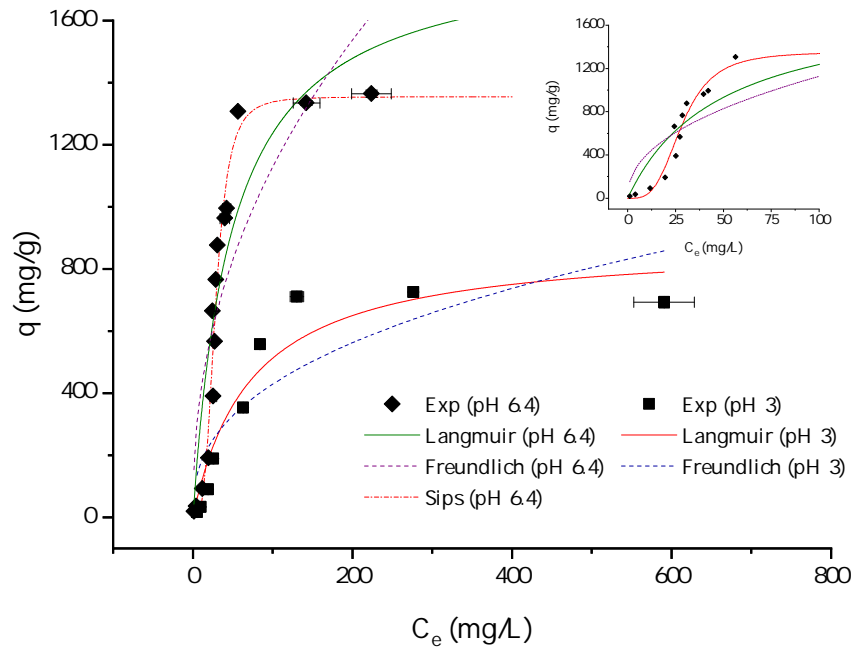 1600
1200
800
400
0
q (mg/g)
0
200
400
600
800
C_e (mg/L)
1600
1200
800
400
0
q (mg/g)
0
25
50
75
100
C_e (mg/L)
Exp (pH 6.4)
Exp (pH 3)
Langmuir (pH 6.4)
Langmuir (pH 3)
Freundlich (pH 6.4)
Freundlich (pH 3)
Sips (pH 6.4)